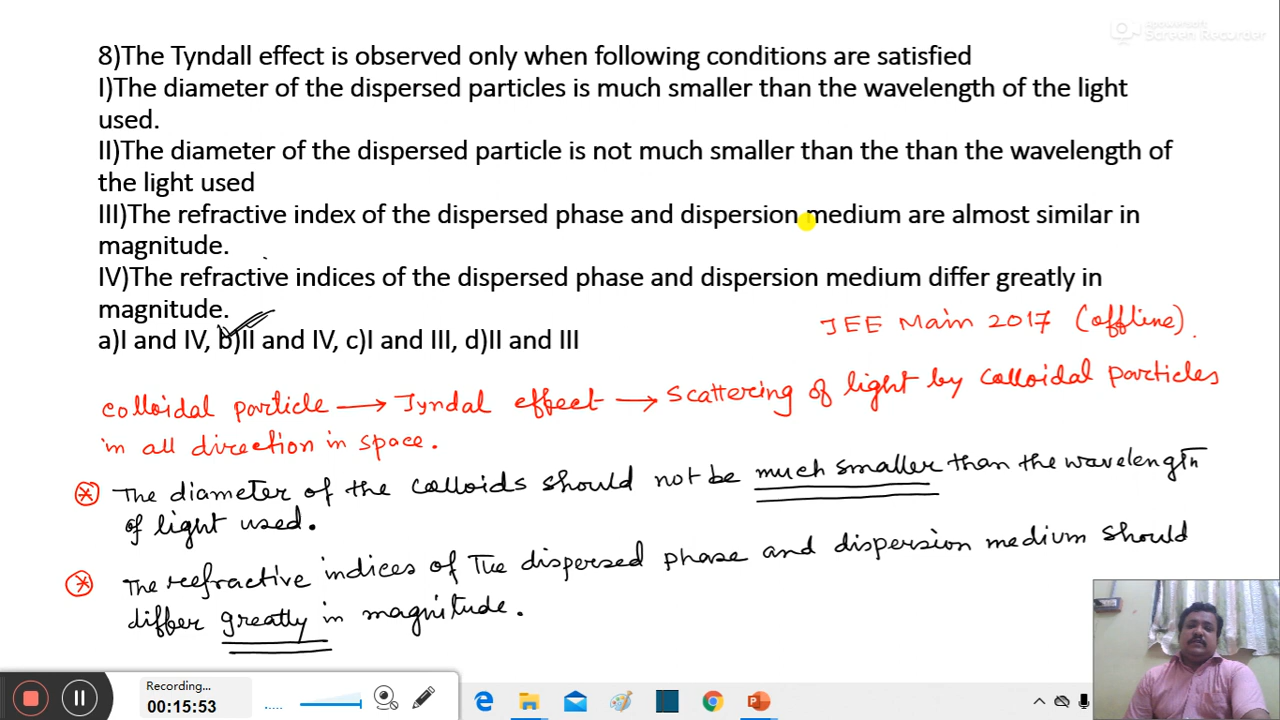 Apowersoft
Screen Recorder
8)The Tyndall effect is observed only when following conditions are satisfied
I)The diameter of the dispersed particles is much smaller than the wavelength of the light
used.
II)The diameter of the dispersed particle is not much smaller than the than the wavelength of
the light used
III)The refractive index of the dispersed phase and dispersion medium are almost similar in
magnitude.
IV)The refractive indices of the dispersed phase and dispersion medium differ greatly in
magnitude.
a)I and IV, b)II and IV, c)I and III, d)II and III
JEE Main 2017 (offline).
colloidal particle → Tyndal effect → scattering of light by colloidal particles
in all direction in space.
The diameter of the colloids should not be much smaller than the wavelength
of light used.
The reefractive indices of The dispersed phase and dispersion medium should
differ greatly in magnitude.
Recording...
00:15:53